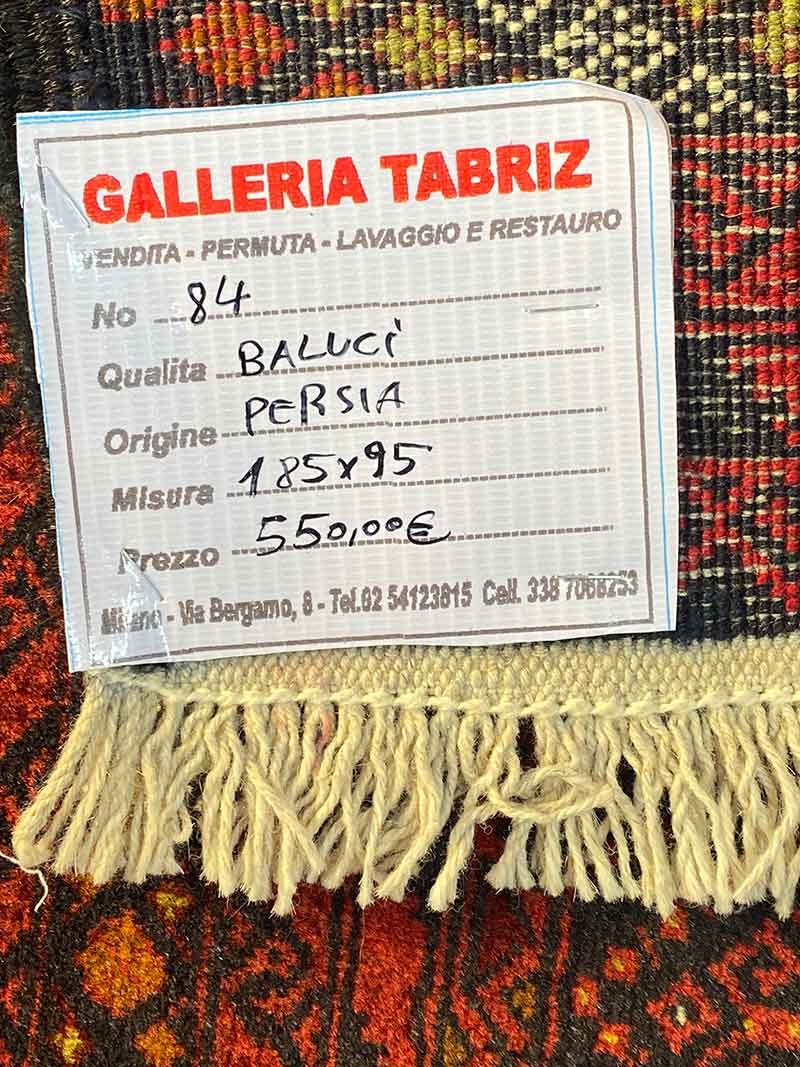 GALLERIA TABRIZ
VENDITA - PERMUTA - LAVAGGIO E RESTAURO
No 84
Qualita BALUCI
Origine PERSIA
Misura 185x95
Prezzo 550,00€
Milano - Via Bergamo, 8 - Tel.02 54123815 Cell. 338